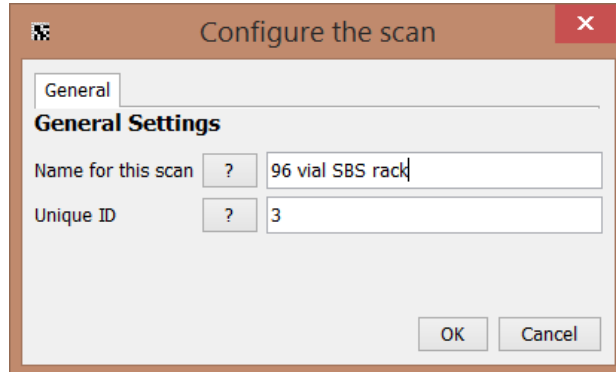 Configure the scan
General
General Settings
Name for this scan ? 96 vial SBS rack
Unique ID ? 3
OK Cancel